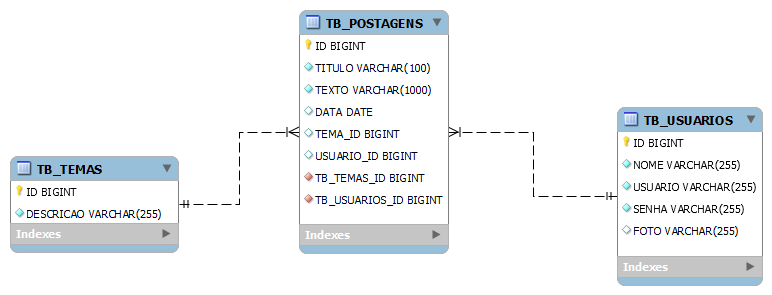 TB_TEMAS
ID BIGINT
DESCRICAO VARCHAR(255)
Indexes
TB_POSTAGENS
ID BIGINT
TITULO VARCHAR(100)
TEXTO VARCHAR(1000)
DATA DATE
TEMA_ID BIGINT
USUARIO_ID BIGINT
TB_TEMAS_ID BIGINT
TB_USUARIOS_ID BIGINT
Indexes
TB_USUARIOS
ID BIGINT
NOME VARCHAR(255)
USUARIO VARCHAR(255)
SENHA VARCHAR(255)
FOTO VARCHAR(255)
Indexes